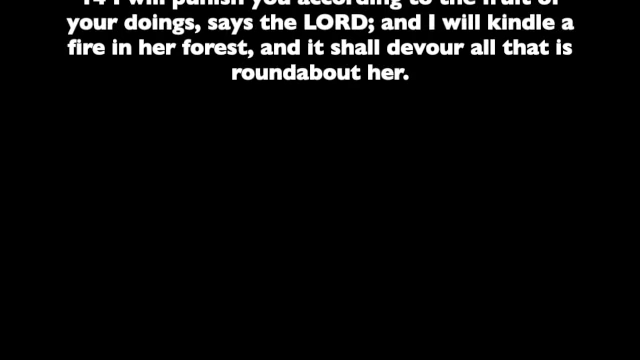 14 I will punish you according to the fruit of
your doings, says the LORD; and I will kindle a
fire in her forest, and it shall devour all that is
roundabout her.